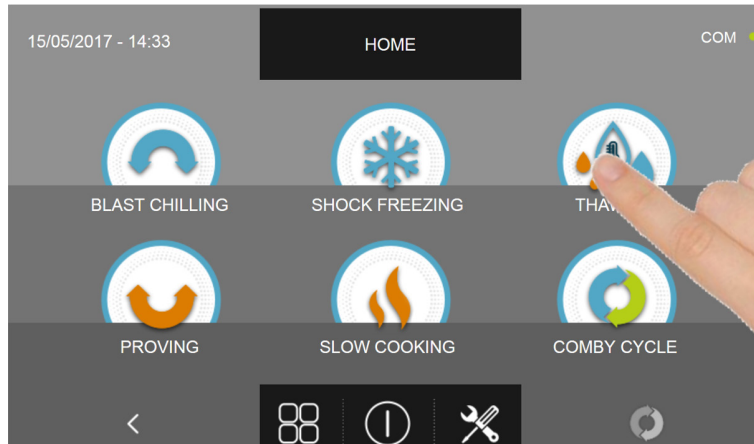 15/05/2017 - 14:33
HOME
COM
BLAST CHILLING
SHOCK FREEZING
PROVING
SLOW COOKING
COMBY CYCLE